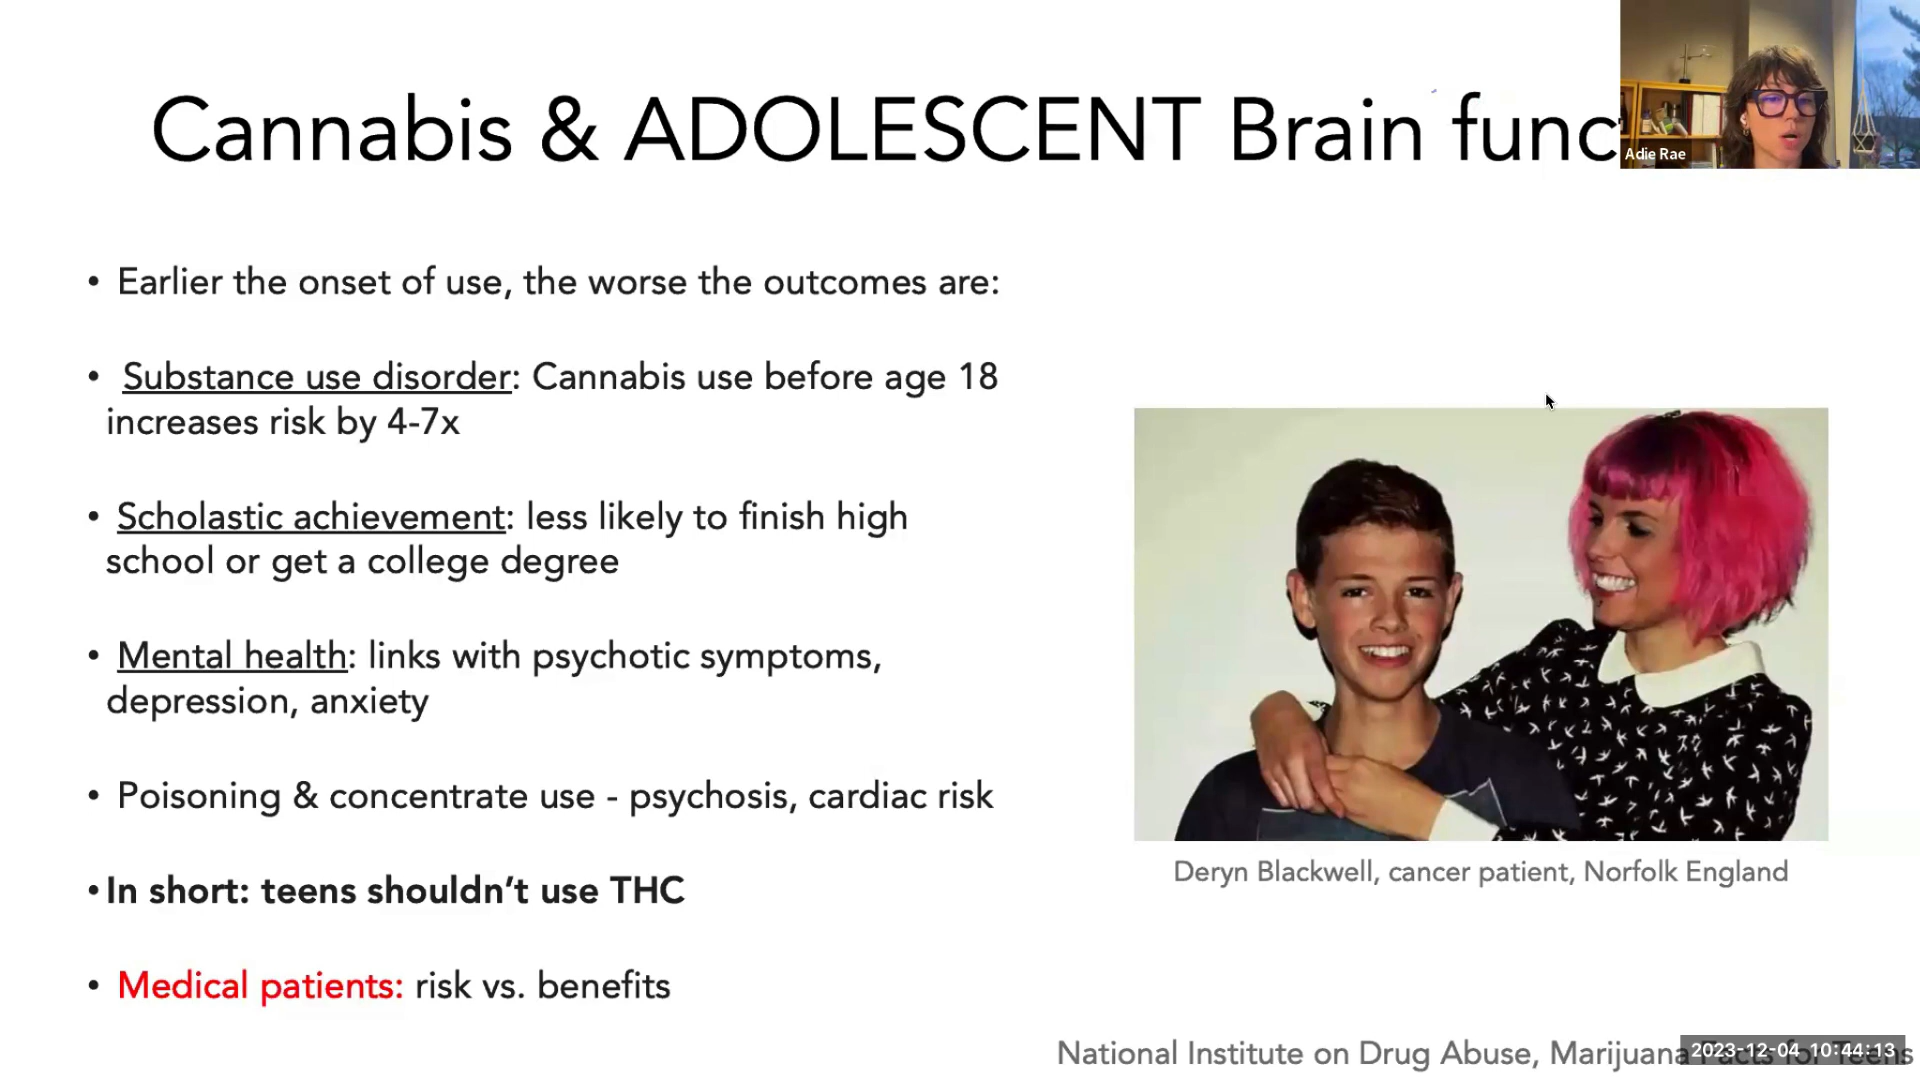 Cannabis & ADOLESCENT Brain func
Adie Rae
• Earlier the onset of use, the worse the outcomes are:
• Substance use disorder: Cannabis use before age 18
increases risk by 4-7x
• Scholastic achievement: less likely to finish high
school or get a college degree
• Mental health: links with psychotic symptoms,
depression, anxiety
• Poisoning & concentrate use - psychosis, cardiac risk
• In short: teens shouldn't use THC
• Medical patients: risk vs. benefits
Deryn Blackwell, cancer patient, Norfolk England
National Institute on Drug Abuse, Marijuana Facts for Teens
2023-12-04 10:44:13